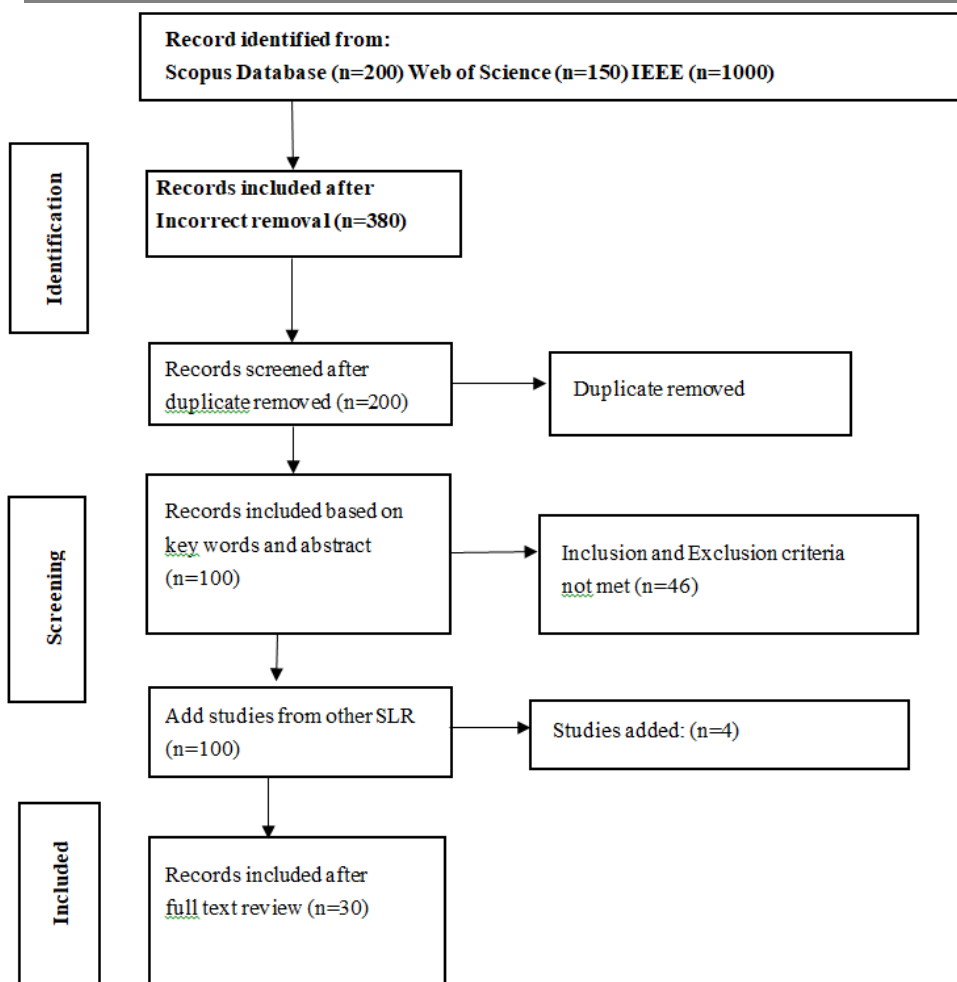 Record identified from:
Scopus Database (n=200) Web of Science (n=150) IEEE (n=1000)
Identification
Records included after
Incorrect removal (n=380)
Records screened after
duplicate removed (n=200)
Duplicate removed
Screening
Records included based on
key words and abstract
(n=100)
Inclusion and Exclusion criteria
not met (n=46)
Add studies from other SLR
(n=100)
Studies added: (n=4)
Included
Records included after
full text review (n=30)